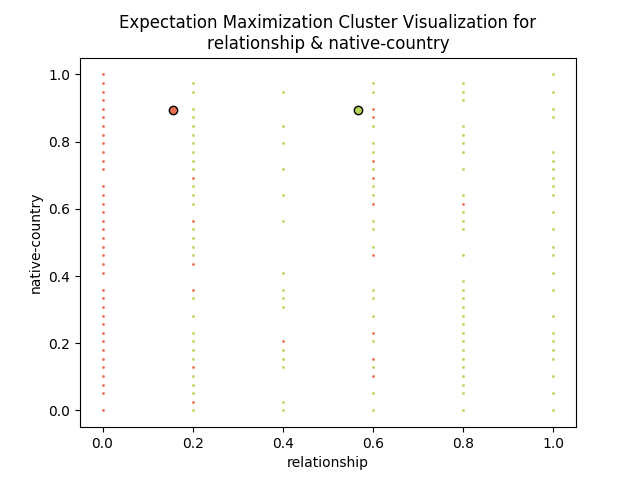 Expectation Maximization Cluster Visualization for
relationship & native-country
1.0
0.8
0.6
0.4
0.2
0.0
native-country
0.0 0.2 0.4 0.6 0.8 1.0
relationship